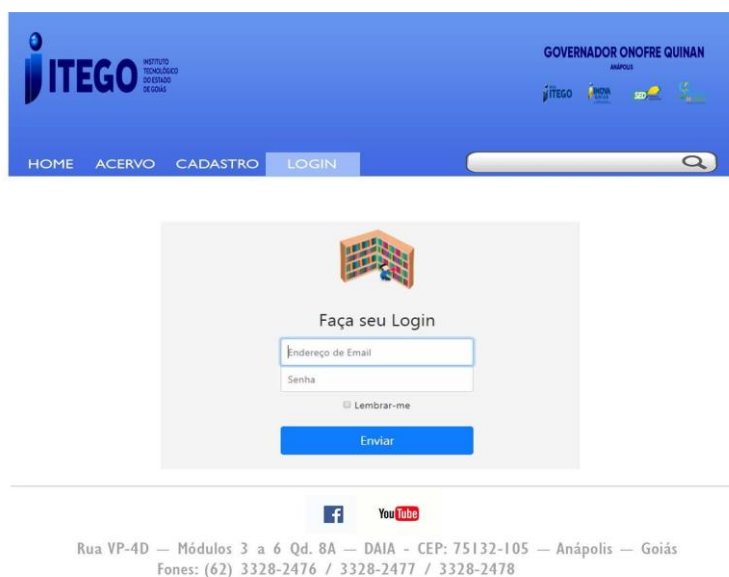 ITEGO
INSTITUTO
TECNOLÓGICO
DO ESTADO
DE GOIÁS
GOVERNADOR ONOFRE QUINAN
ANÁPOLIS
ITEGO
INOVA
SED
HOME ACERVO CADASTRO LOGIN
Faça seu Login
Endereço de Email
Senha
Lembrar-me
Enviar
f YouTube
Rua VP-4D — Módulos 3 a 6 Qd. 8A — DAIA - CEP: 75132-105 — Anápolis — Goiás
Fones: (62) 3328-2476 / 3328-2477 / 3328-2478